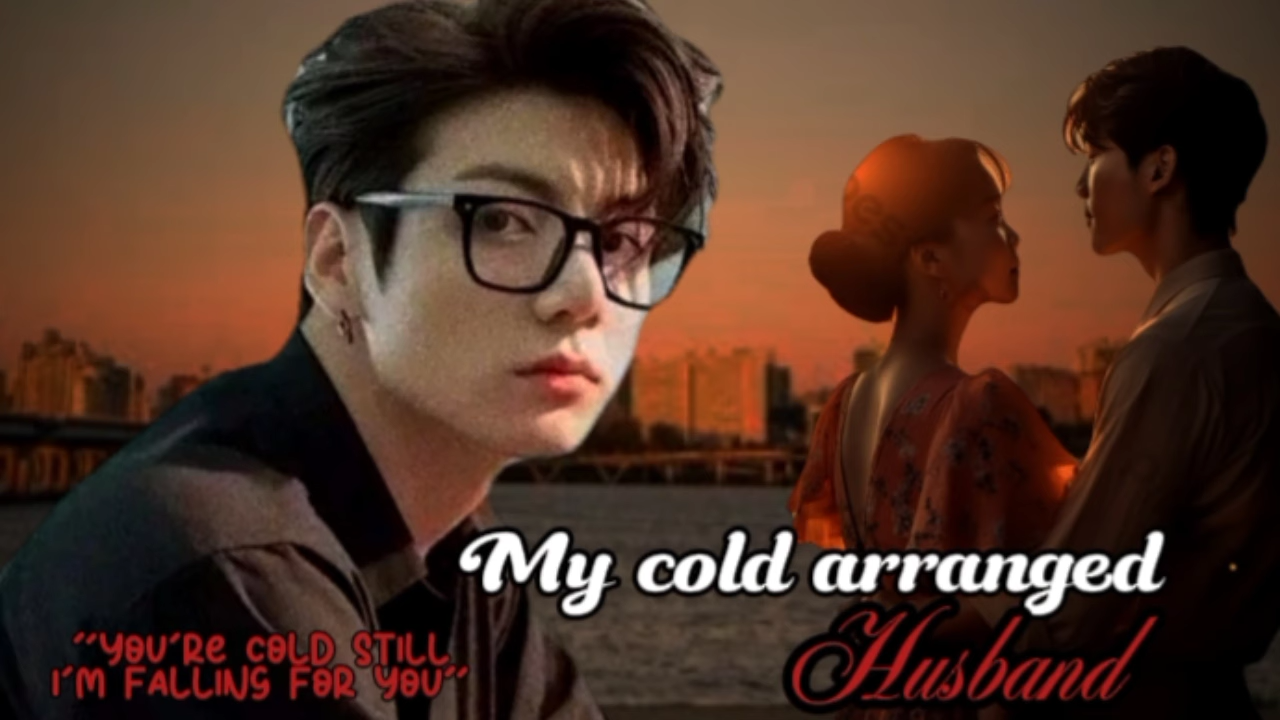 My cold arranged
Husband
"YOU'Re COLD STILL
I'M FALLING FOR YOU"